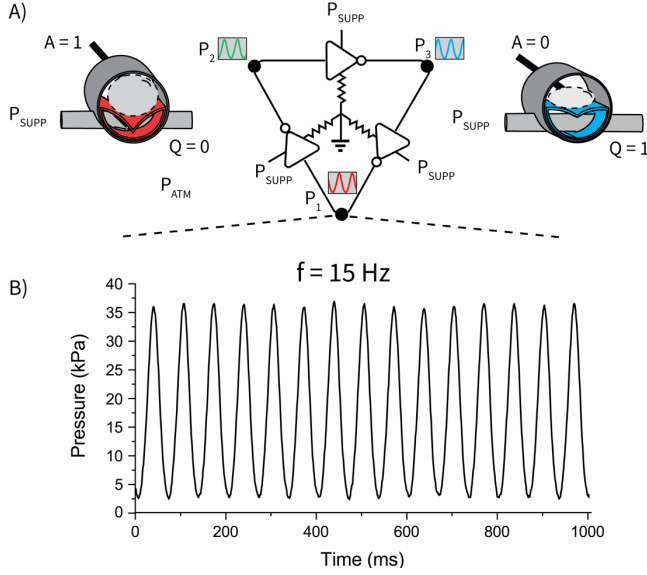 A)
A = 1
P_SUPP
Q = 0
P_ATM
P_SUPP
P_2
P_3
P_SUPP
P_SUPP
P_1
A = 0
P_SUPP
Q = 1
B)
f = 15 Hz
Pressure (kPa)
40
35
30
25
20
15
10
5
0
0 200 400 600 800 1000
Time (ms)